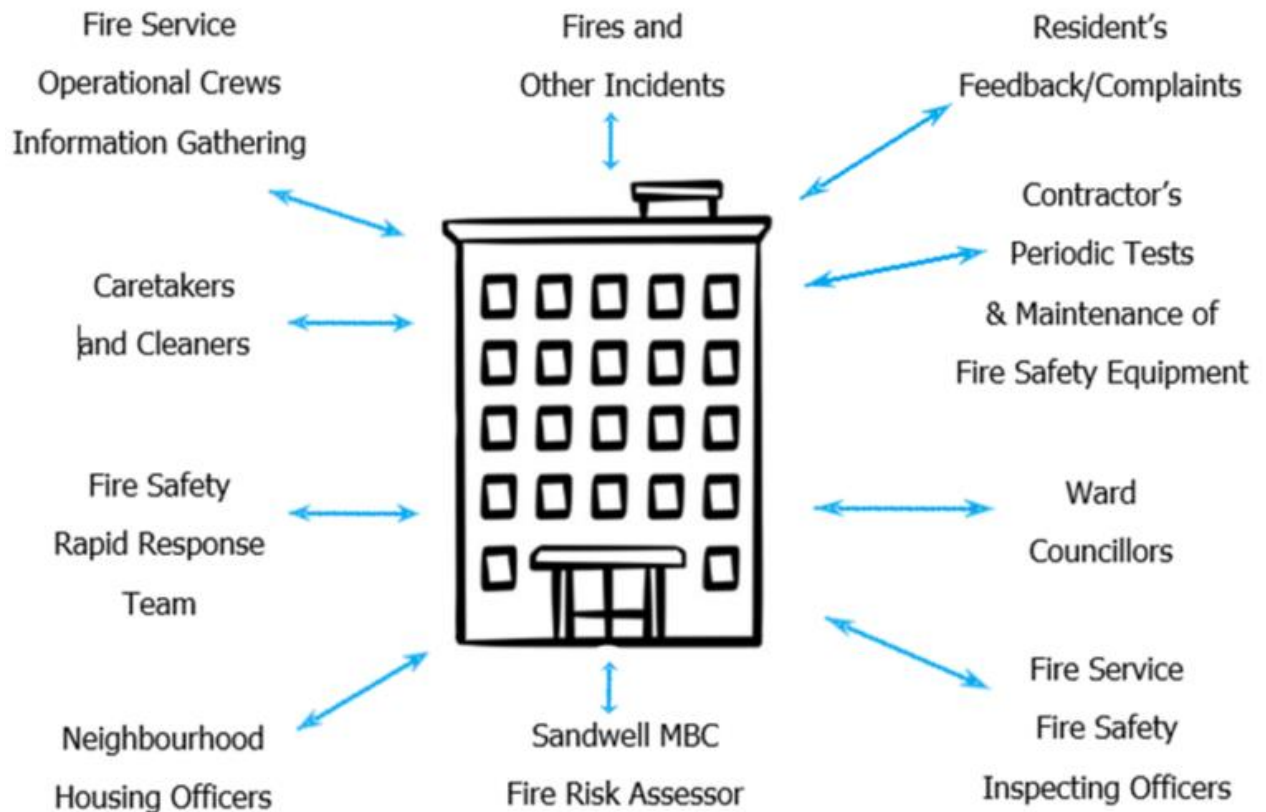 Fire Service
Operational Crews
Information Gathering
Fires and
Other Incidents
Resident's
Feedback/Complaints
Contractor's
Periodic Tests
& Maintenance of
Fire Safety Equipment
Caretakers
and Cleaners
Fire Safety
Rapid Response
Team
Ward
Councillors
Neighbourhood
Housing Officers
Sandwell MBC
Fire Risk Assessor
Fire Service
Fire Safety
Inspecting Officers